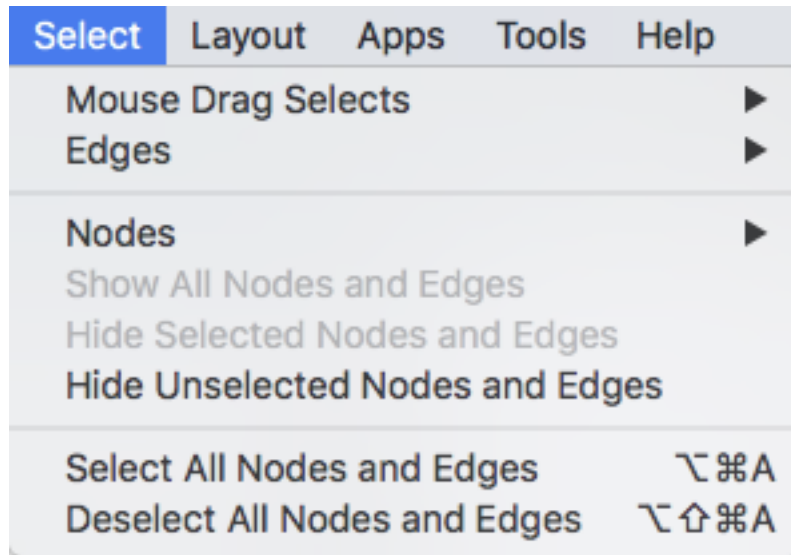 Select Layout Apps Tools Help
Mouse Drag Selects ▶
Edges ▶
Nodes ▶
Show All Nodes and Edges
Hide Selected Nodes and Edges
Hide Unselected Nodes and Edges
Select All Nodes and Edges ⌥⌘A
Deselect All Nodes and Edges ⌥⇧⌘A